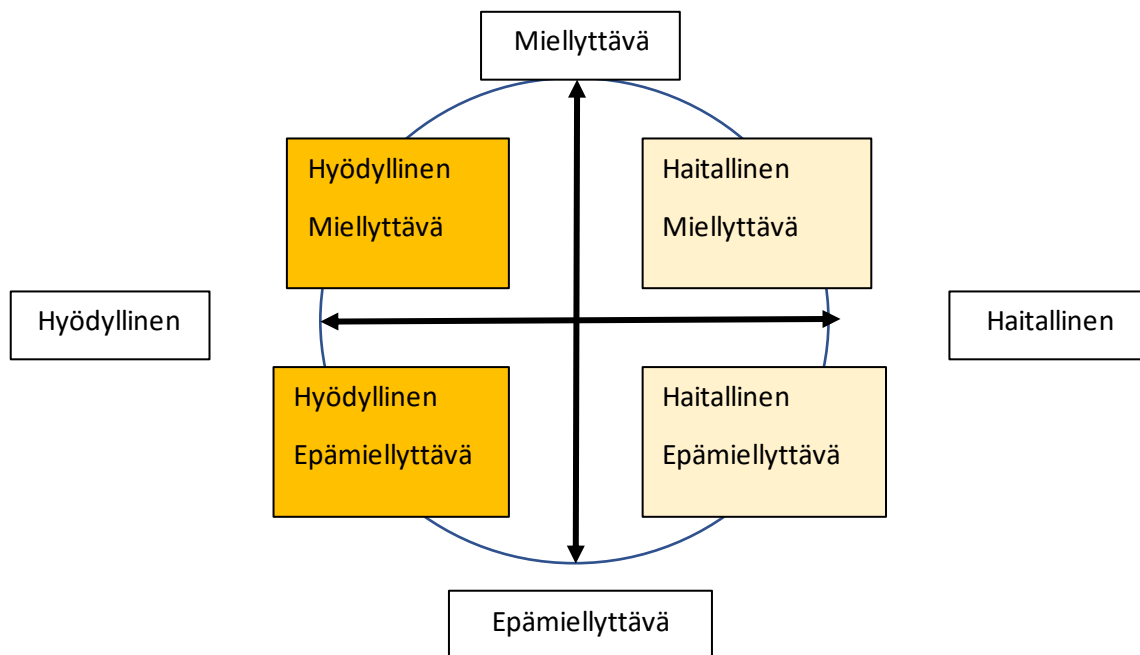 Miellyttävä
Hyödyllinen
Miellyttävä
Haitallinen
Miellyttävä
Hyödyllinen
Haitallinen
Hyödyllinen
Epämiellyttävä
Haitallinen
Epämiellyttävä
Epämiellyttävä